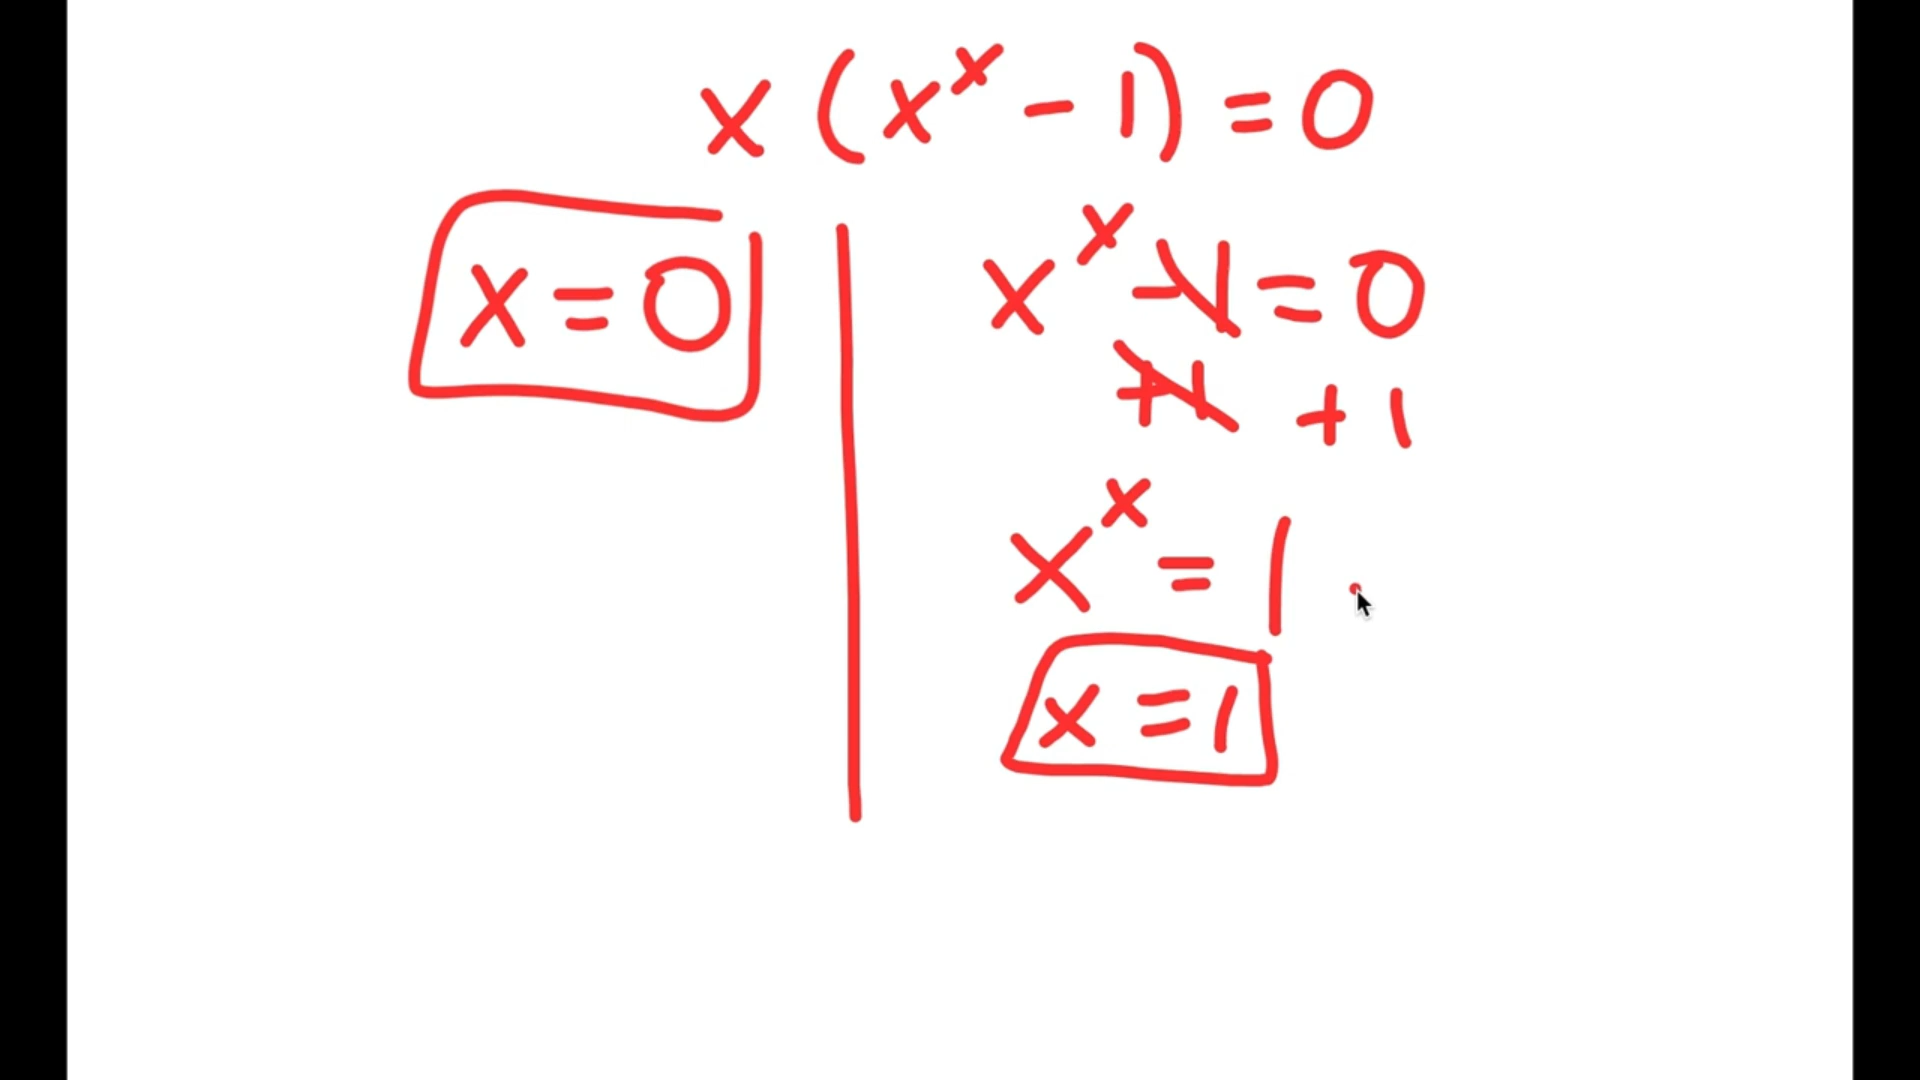 x(x^x - 1) = 0
x = 0
x^x - 1 = 0
+1 +1
x^x = 1
x = 1